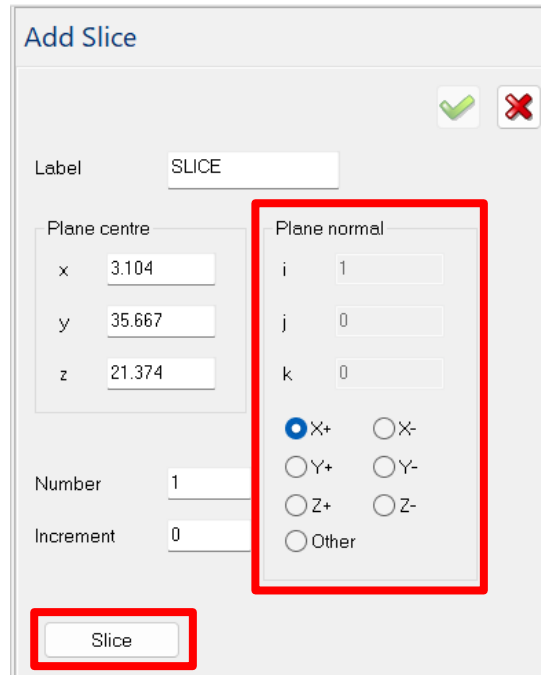 Add Slice
Label SLICE
Plane centre
x 3.104
y 35.667
z 21.374
Plane normal
i 1
j 0
k 0
X+ X-
Y+ Y-
Z+ Z-
Other
Number 1
Increment 0
Slice